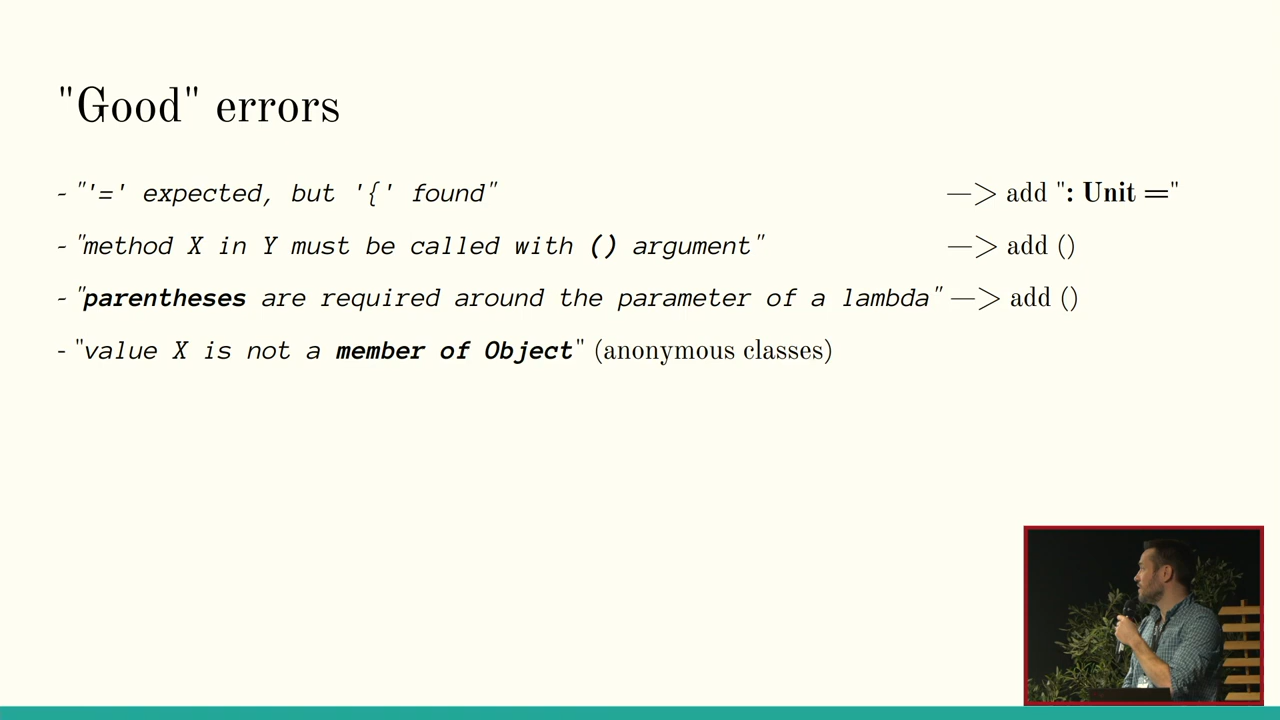 "Good" errors
- "'=' expected, but '{' found" —> add ": Unit ="
- "method X in Y must be called with () argument" —> add ()
- "parentheses are required around the parameter of a lambda" —> add ()
- "value X is not a member of Object" (anonymous classes)